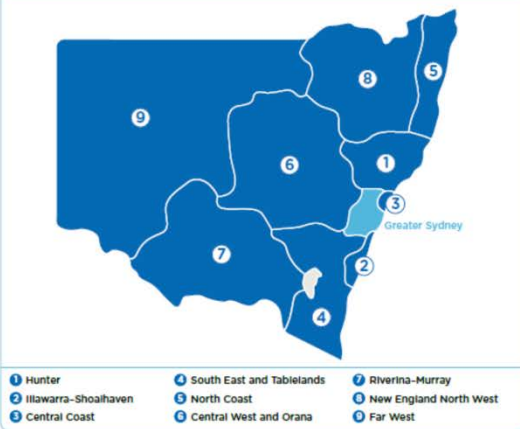 8
5
9
1
6
3
Greater Sydney
7
2
4
1 Hunter
2 Illawarra-Shoalhaven
3 Central Coast
4 South East and Tablelands
5 North Coast
6 Central West and Orana
7 Riverina-Murray
8 New England North West
9 Far West